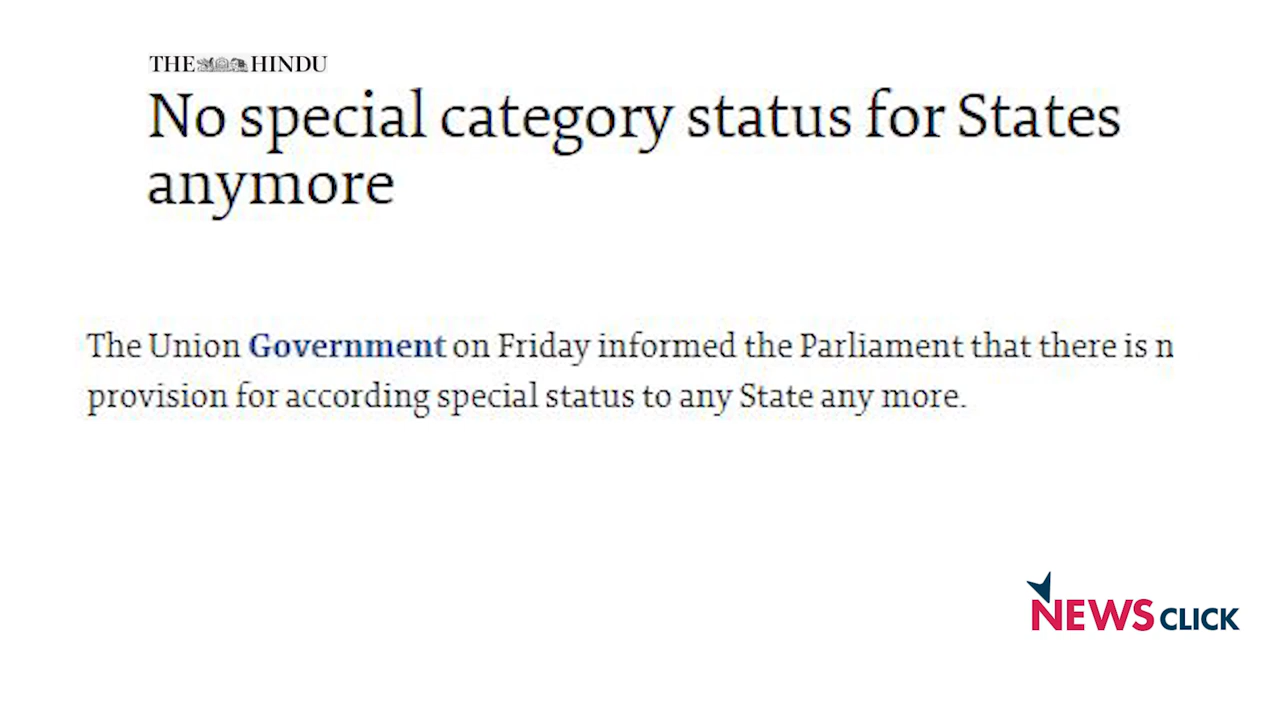 THE HINDU
No special category status for States
anymore
The Union Government on Friday informed the Parliament that there is n
provision for according special status to any State any more.
NEWS CLICK